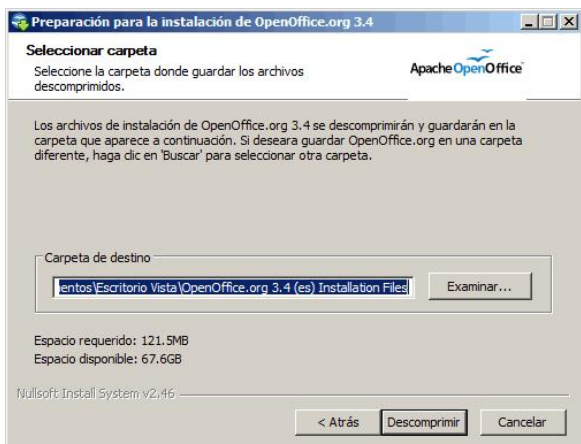 Preparación para la instalación de OpenOffice.org 3.4
Seleccionar carpeta
Seleccione la carpeta donde guardar los archivos
descomprimidos.
Apache OpenOffice™
Los archivos de instalación de OpenOffice.org 3.4 se descomprimirán y guardarán en la
carpeta que aparece a continuación. Si deseara guardar OpenOffice.org en una carpeta
diferente, haga clic en 'Buscar' para seleccionar otra carpeta.
Carpeta de destino
entos\Escritorio Vista\OpenOffice.org 3.4 (es) Installation Files
Examinar...
Espacio requerido: 121.5MB
Espacio disponible: 67.6GB
Nullsoft Install System v2.46
< Atrás
Descomprimir
Cancelar